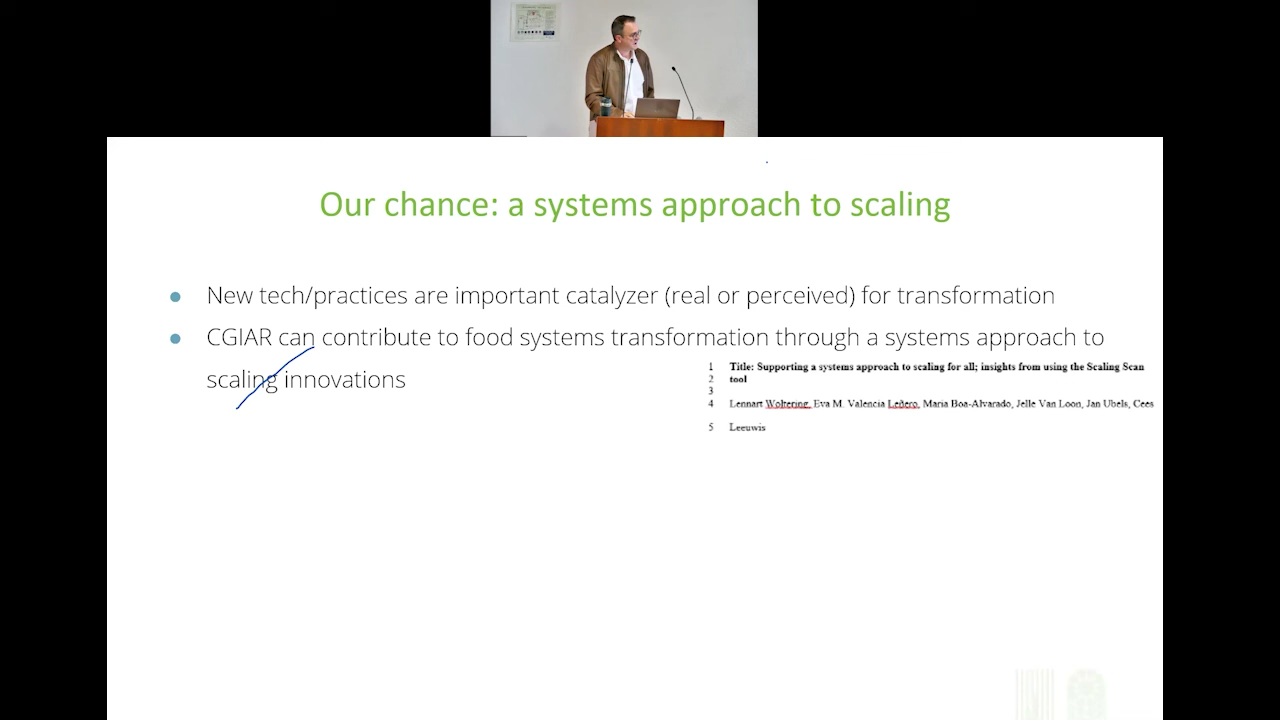 Our chance: a systems approach to scaling
● New tech/practices are important catalyzer (real or perceived) for transformation
● CGIAR can contribute to food systems transformation through a systems approach to
scaling innovations
1 Title: Supporting a systems approach to scaling for all; insights from using the Scaling Scan
2 tool
3
4 Lennart Woltering, Eva M. Valencia Leñero, Maria Boa-Alvarado, Jelle Van Loon, Jan Ubels, Cees
5 Leeuwis